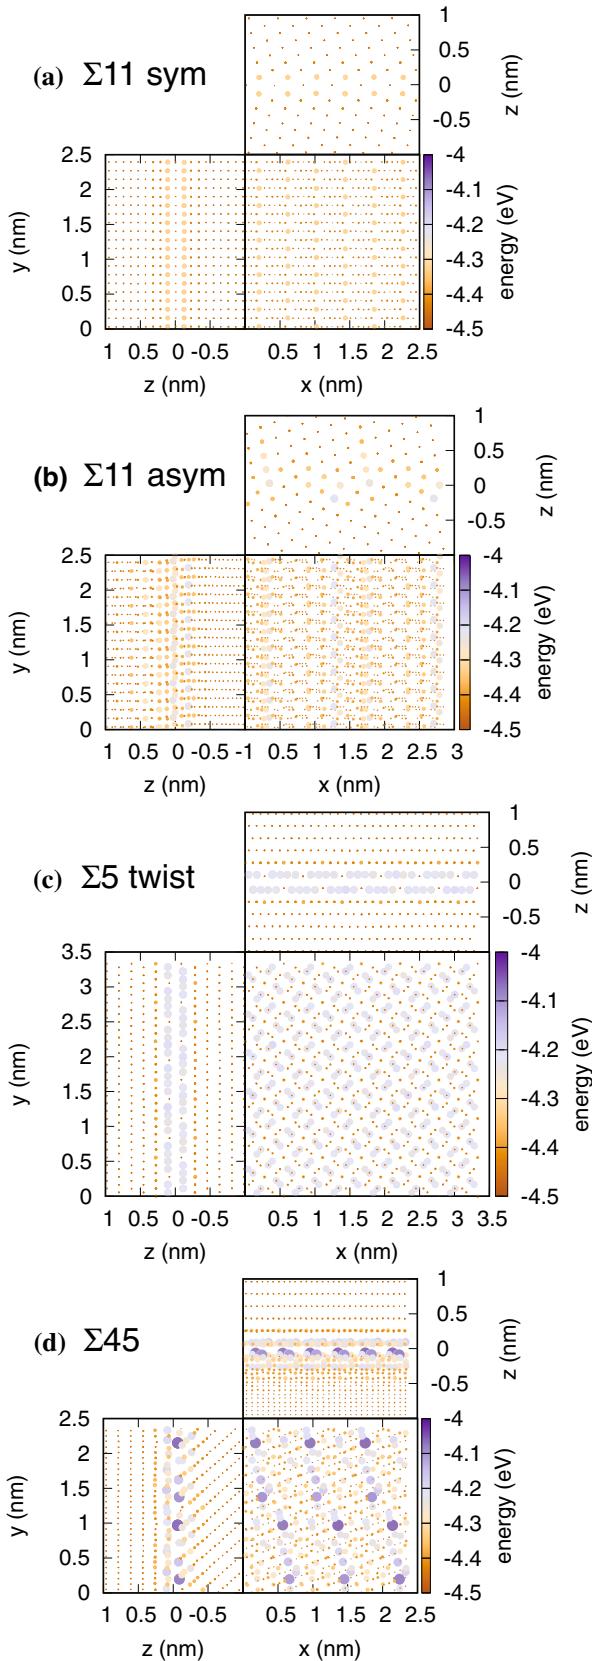 1
0.5
0
-0.5
z (nm)
(a) Σ11 sym
2.5
2
1.5
1
0.5
0
y (nm)
-4
-4.1
-4.2
-4.3
-4.4
-4.5
energy (eV)
1 0.5 0 -0.5
0.5 1 1.5 2 2.5
z (nm)
x (nm)
1
0.5
0
-0.5
z (nm)
(b) Σ11 asym
2.5
2
1.5
1
0.5
0
y (nm)
-4
-4.1
-4.2
-4.3
-4.4
-4.5
energy (eV)
1 0.5 0 -0.5 -1
0.5 1 1.5 2 2.5 3
z (nm)
x (nm)
1
0.5
0
-0.5
z (nm)
(c) Σ5 twist
3.5
3
2.5
2
1.5
1
0.5
0
y (nm)
-4
-4.1
-4.2
-4.3
-4.4
-4.5
energy (eV)
1 0.5 0 -0.5
0.5 1 1.5 2 2.5 3 3.5
z (nm)
x (nm)
1
0.5
0
-0.5
z (nm)
(d) Σ45
2.5
2
1.5
1
0.5
0
y (nm)
-4
-4.1
-4.2
-4.3
-4.4
-4.5
energy (eV)
1 0.5 0 -0.5
0.5 1 1.5 2 2.5
z (nm)
x (nm)